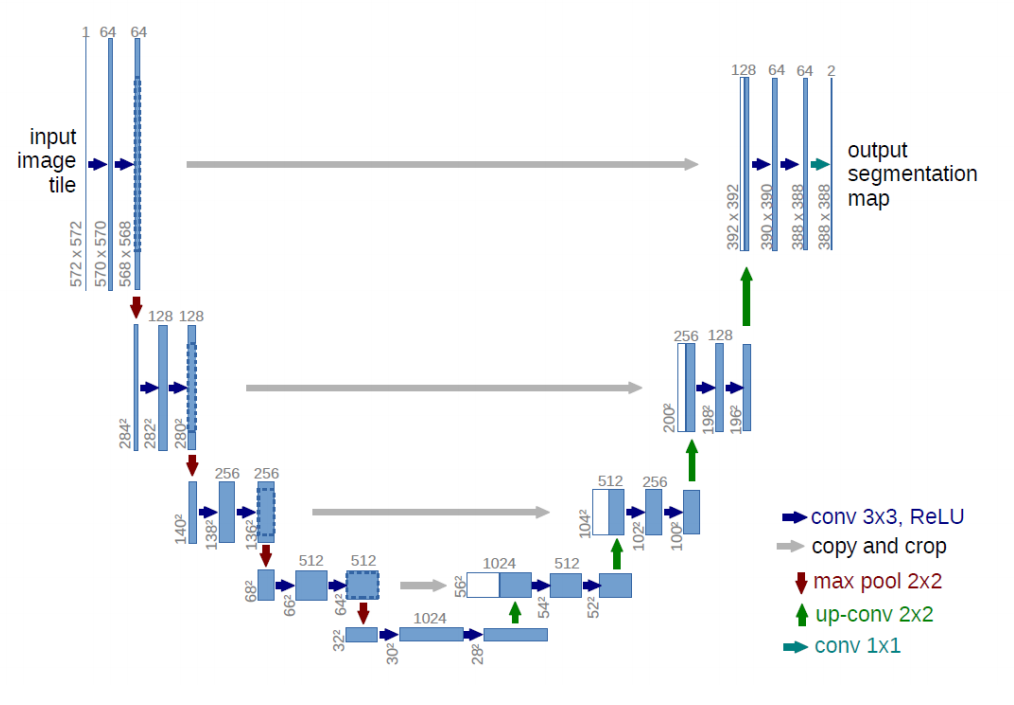 1 64 64
input
image
tile
572 x 572
570 x 570
568 x 568
128 64 64 2
output
segmentation
map
392 x 392
390 x 390
388 x 388
388 x 388
128 128
284²
282²
280²
256 128
200²
198²
196²
256 256
140²
138²
136²
512 256
104²
102²
100²
512 512
68²
66²
64²
1024 512
56²
54²
52²
1024
32²
30²
28²
conv 3x3, ReLU
copy and crop
max pool 2x2
up-conv 2x2
conv 1x1